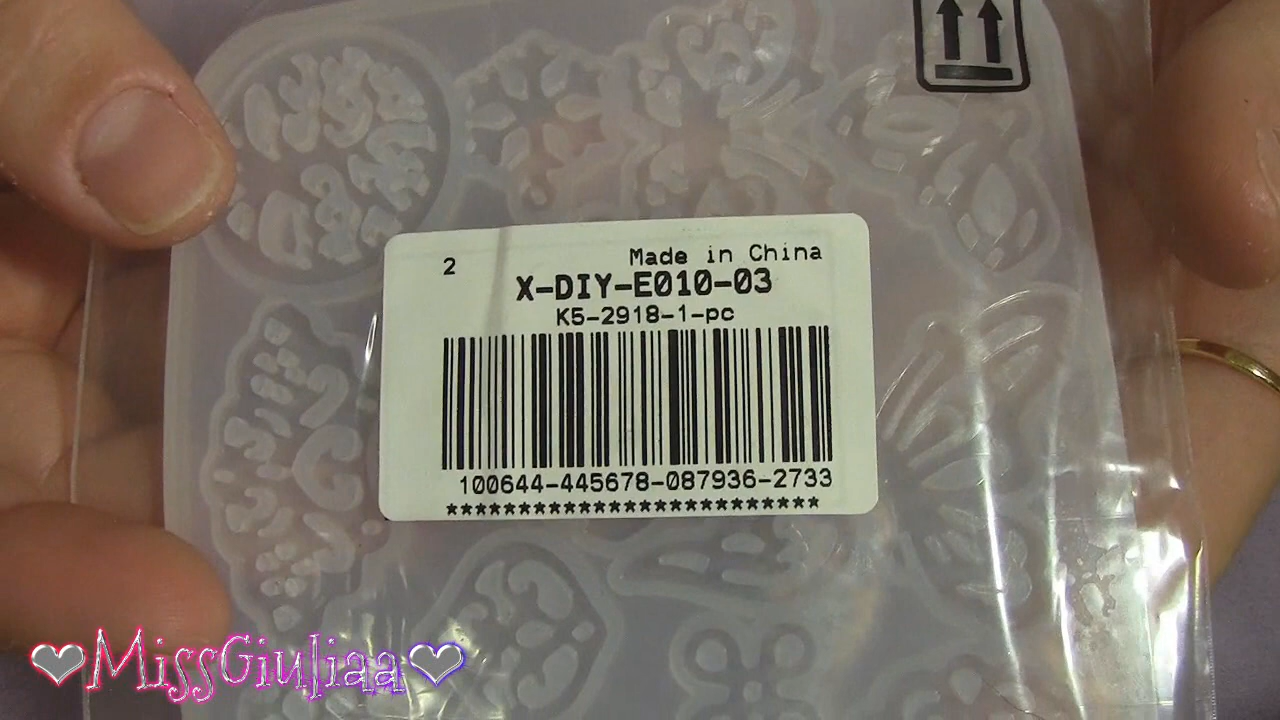 2 Made in China
X-DIY-E010-03
K5-2918-1-pc
100644-445678-087936-2733
**************************
❤MissGiuliaa❤